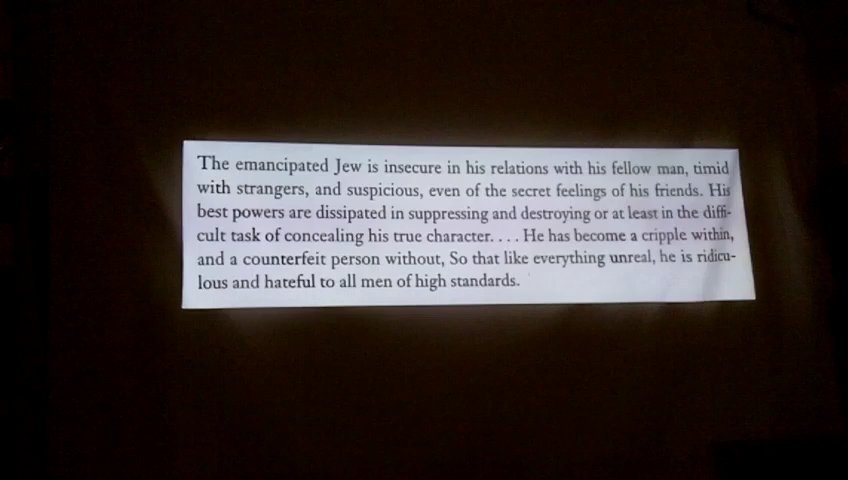 The emancipated Jew is insecure in his relations with his fellow man, timid
with strangers, and suspicious, even of the secret feelings of his friends. His
best powers are dissipated in suppressing and destroying or at least in the diffi-
cult task of concealing his true character. . . . He has become a cripple within,
and a counterfeit person without, So that like everything unreal, he is ridicu-
lous and hateful to all men of high standards.